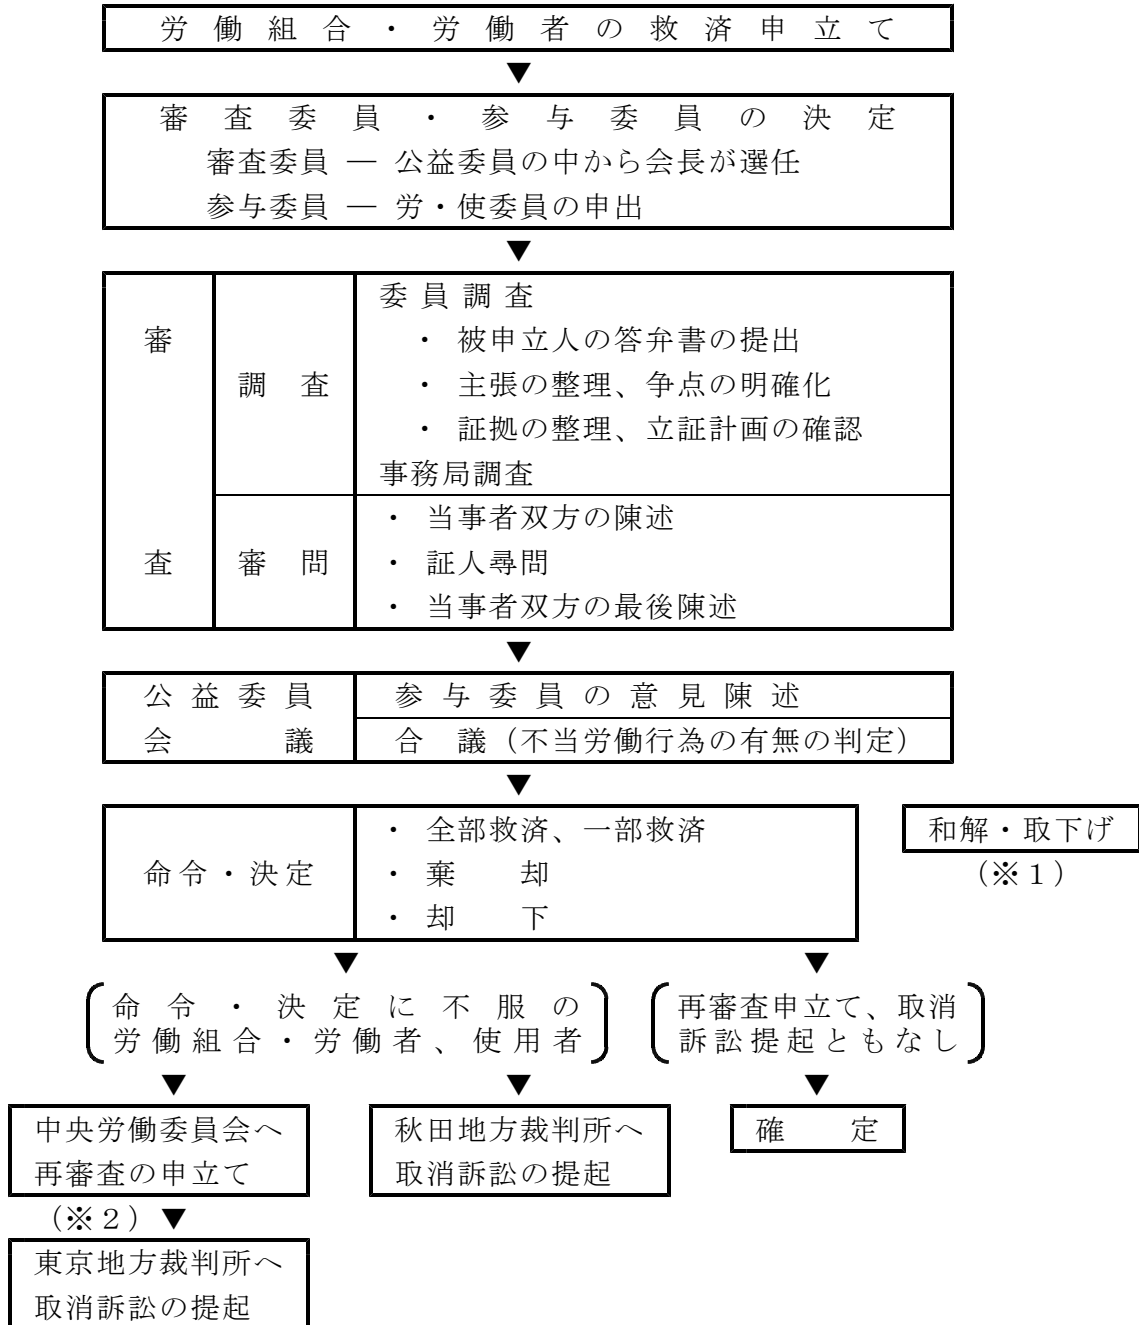 労働組合・労働者の救済申立て
▼
審査委員・参与委員の決定
審査委員 ― 公益委員の中から会長が選任
参与委員 ― 労・使委員の申出
▼
審査
調査
委員調査
・ 被申立人の答弁書の提出
・ 主張の整理、争点の明確化
・ 証拠の整理、立証計画の確認
事務局調査
審問
・ 当事者双方の陳述
・ 証人尋問
・ 当事者双方の最後陳述
▼
公益委員
会議
参与委員の意見陳述
合 議（不当労働行為の有無の判定）
▼
命令・決定
・ 全部救済、一部救済
・ 棄 却
・ 却 下
和解・取下げ
（※１）
▼ ▼
命令・決定に不服の
労働組合・労働者、使用者
再審査申立て、取消
訴訟提起ともなし
▼ ▼ ▼
中央労働委員会へ
再審査の申立て
秋田地方裁判所へ
取消訴訟の提起
確 定
（※２）▼
東京地方裁判所へ
取消訴訟の提起